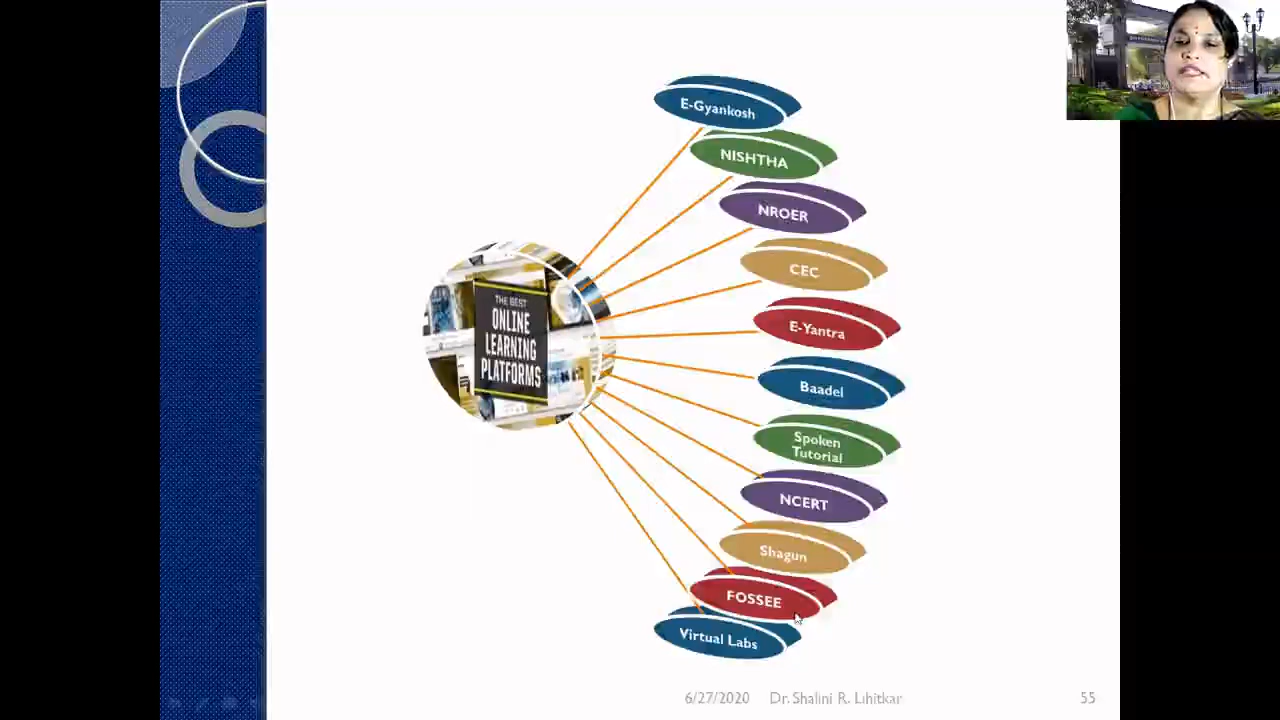 E-Gyankosh
NISHTHA
NROER
CEC
E-Yantra
Baadel
Spoken
Tutorial
NCERT
Shagun
FOSSEE
Virtual Labs
THE BEST
ONLINE
LEARNING
PLATFORMS
6/27/2020 Dr. Shalini R. Lihitkar 55